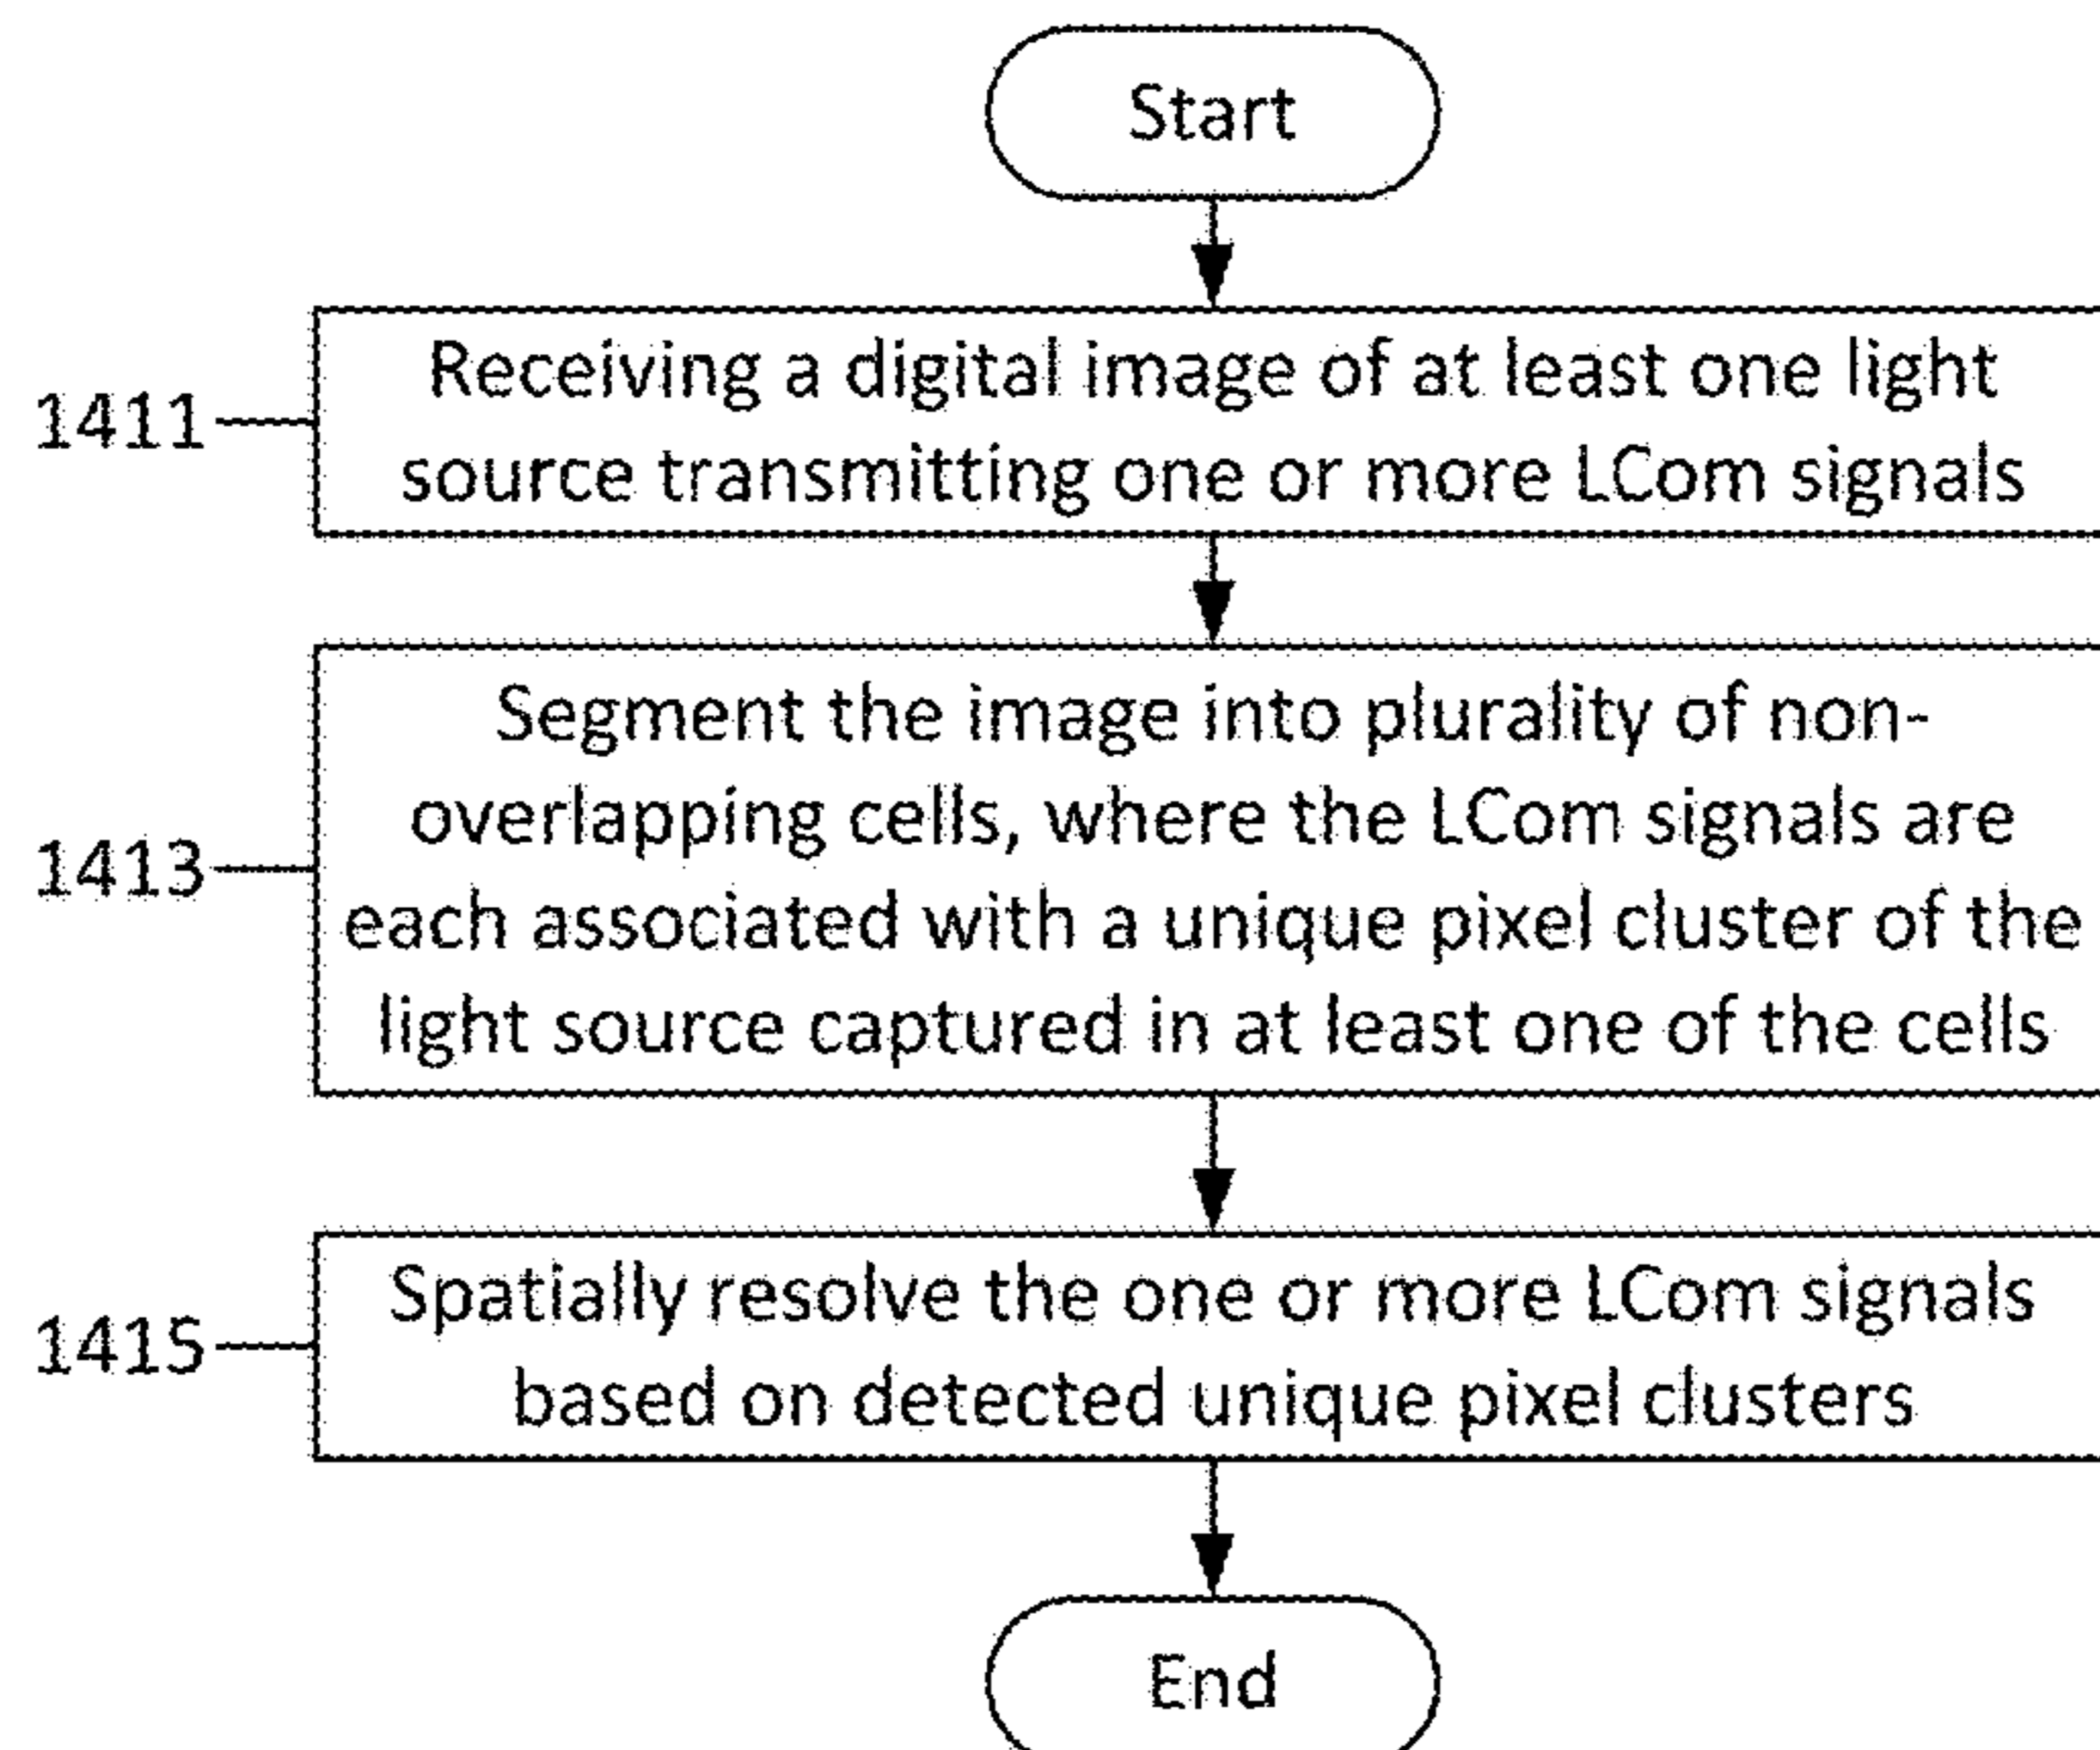 Start
Receiving a digital image of at least one light
source transmitting one or more LCom signals
1411
Segment the image into plurality of non-
overlapping cells, where the LCom signals are
each associated with a unique pixel cluster of the
light source captured in at least one of the cells
1413
Spatially resolve the one or more LCom signals
based on detected unique pixel clusters
1415
End